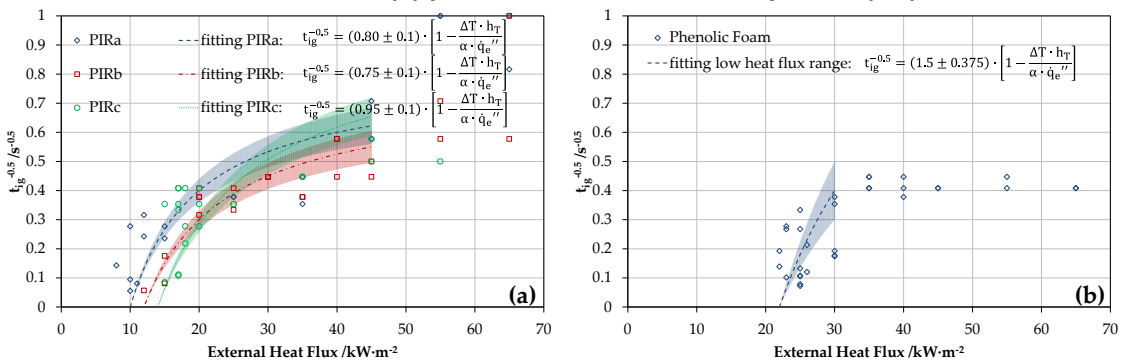 1
0.9
0.8
0.7
0.6
0.5
0.4
0.3
0.2
0.1
0
t_ig^-0.5 /s^-0.5
PIRa
fitting PIRa: t_ig^-0.5 = (0.80 ± 0.1) · [1 − ΔT · h_T / α · q̇_e′′]
PIRb
fitting PIRb: t_ig^-0.5 = (0.75 ± 0.1) · [1 − ΔT · h_T / α · q̇_e′′]
PIRc
fitting PIRc: t_ig^-0.5 = (0.95 ± 0.1) · [1 − ΔT · h_T / α · q̇_e′′]
(a)
0 10 20 30 40 50 60 70
External Heat Flux /kW·m^-2
1
0.9
0.8
0.7
0.6
0.5
0.4
0.3
0.2
0.1
0
t_ig^-0.5 /s^-0.5
Phenolic Foam
fitting low heat flux range: t_ig^-0.5 = (1.5 ± 0.375) · [1 − ΔT · h_T / α · q̇_e′′]
(b)
0 10 20 30 40 50 60 70
External Heat Flux /kW·m^-2